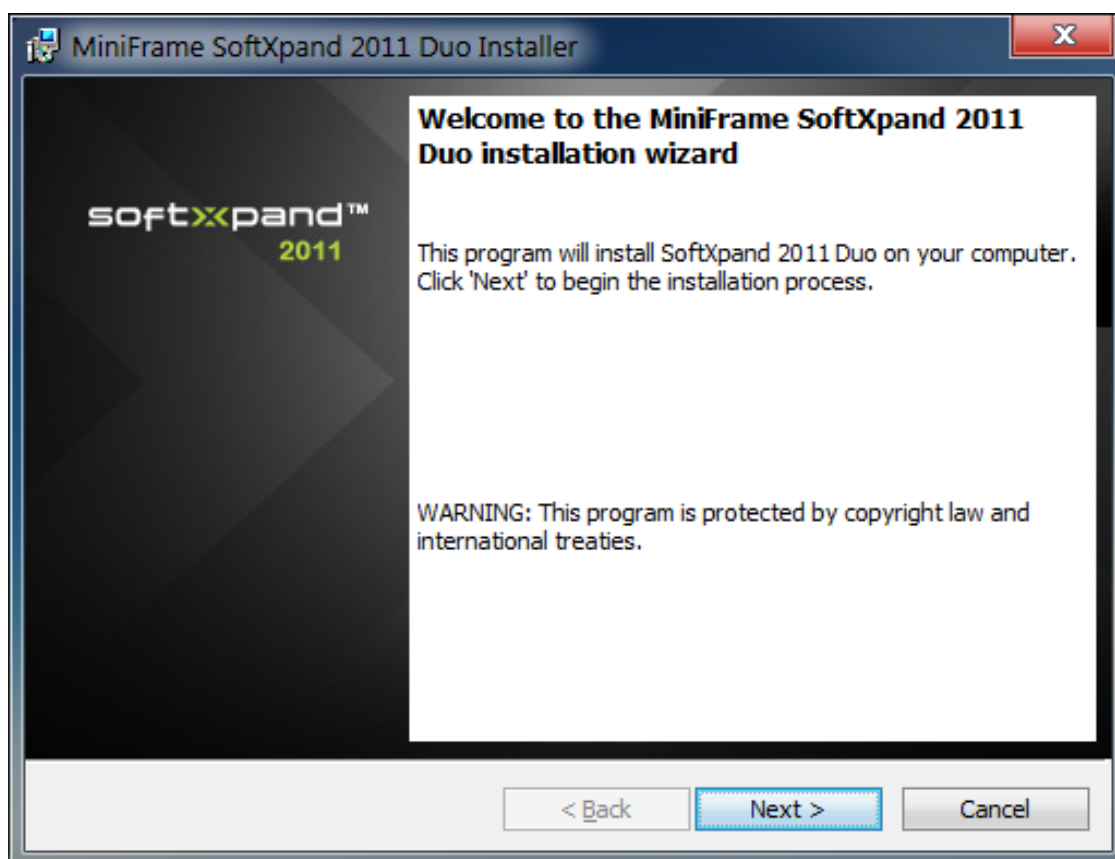 MiniFrame SoftXpand 2011 Duo Installer
x
softxpand™
2011
Welcome to the MiniFrame SoftXpand 2011
Duo installation wizard
This program will install SoftXpand 2011 Duo on your computer.
Click 'Next' to begin the installation process.
WARNING: This program is protected by copyright law and
international treaties.
< Back
Next >
Cancel